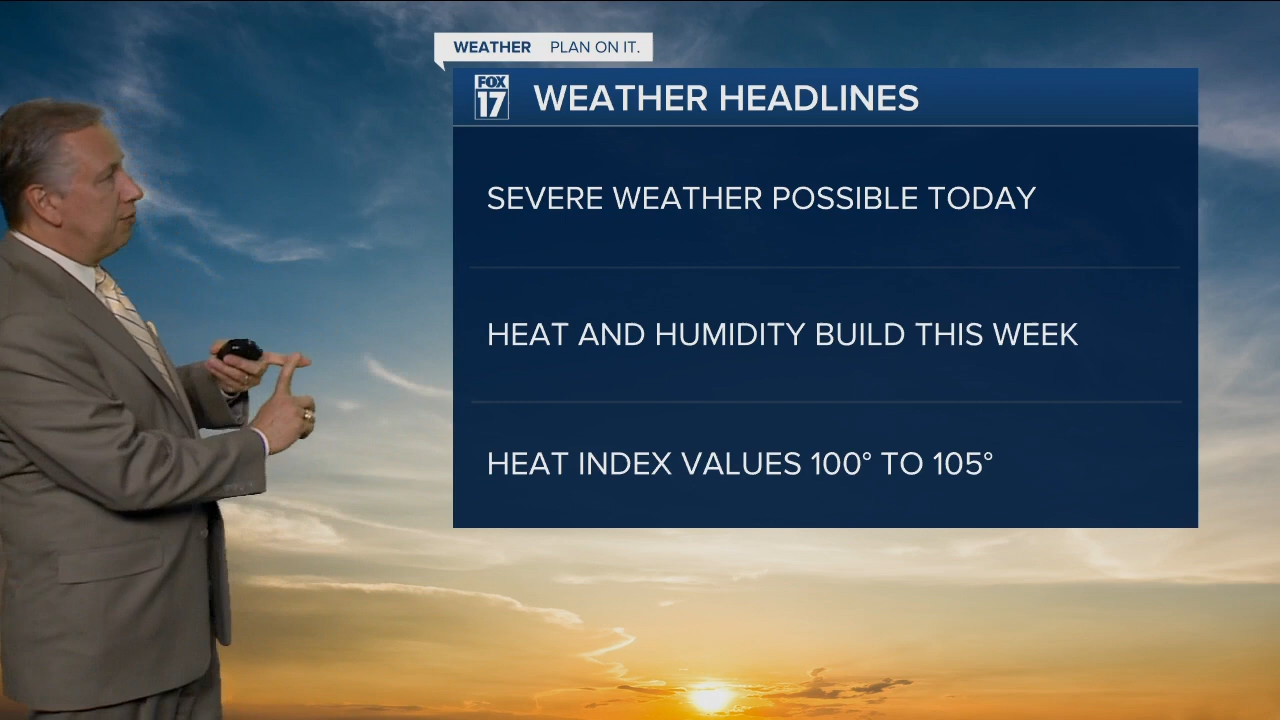 WEATHER PLAN ON IT.
FOX
17
WEATHER HEADLINES
SEVERE WEATHER POSSIBLE TODAY
HEAT AND HUMIDITY BUILD THIS WEEK
HEAT INDEX VALUES 100° TO 105°